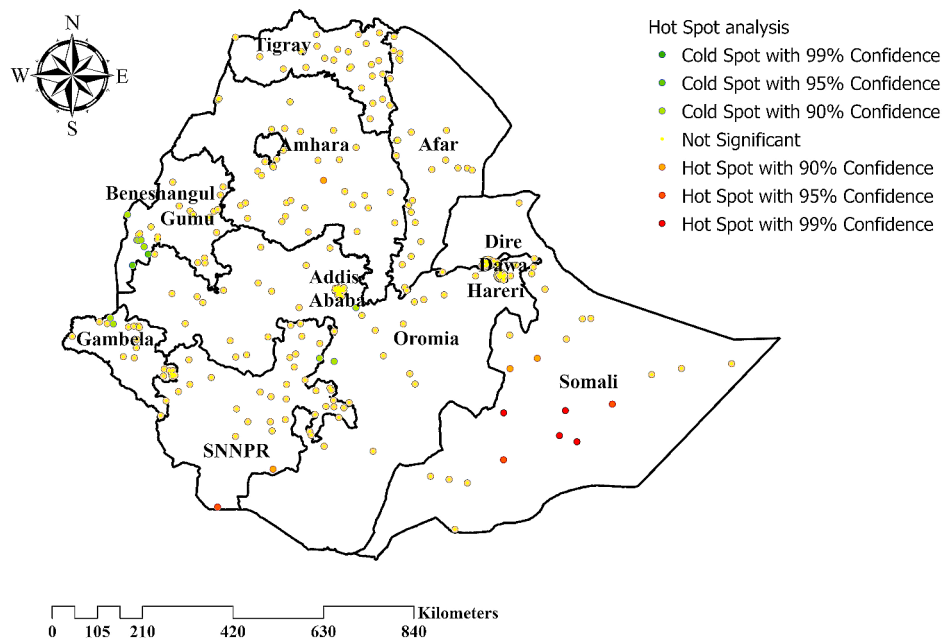 N
W E
S
Hot Spot analysis
Cold Spot with 99% Confidence
Cold Spot with 95% Confidence
Cold Spot with 90% Confidence
Not Significant
Hot Spot with 90% Confidence
Hot Spot with 95% Confidence
Hot Spot with 99% Confidence
Tigray
Amhara
Afar
Beneshangul
Gumu
Dire
Dawa
Hareri
Addis
Ababa
Gambela
Oromia
Somali
SNNPR
Kilometers
0 105 210 420 630 840